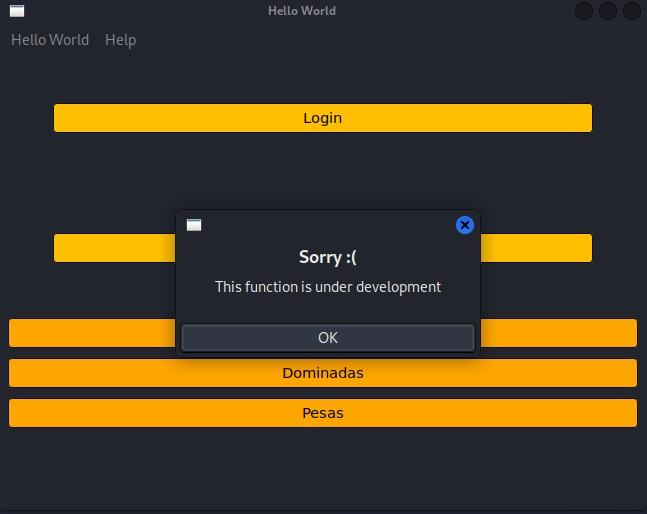 Hello World
Hello World Help
Login
Sorry :(
This function is under development
OK
Dominadas
Pesas